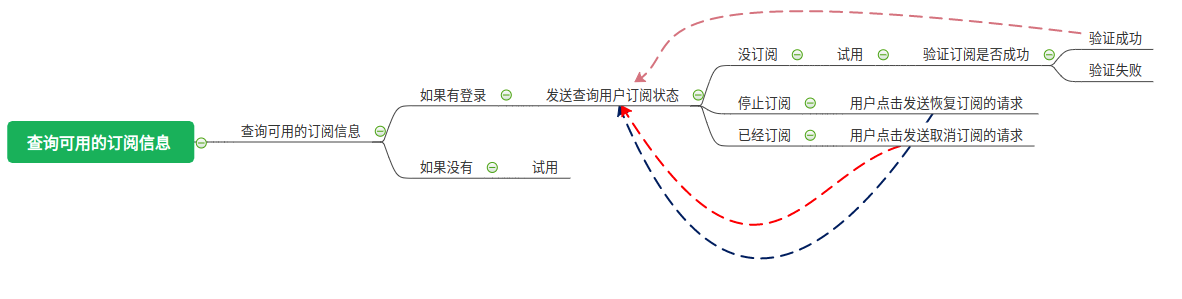 查询可用的订阅信息
查询可用的订阅信息
如果有登录
发送查询用户订阅状态
没订阅
试用
验证订阅是否成功
验证成功
验证失败
停止订阅
用户点击发送恢复订阅的请求
已经订阅
用户点击发送取消订阅的请求
如果没有
试用